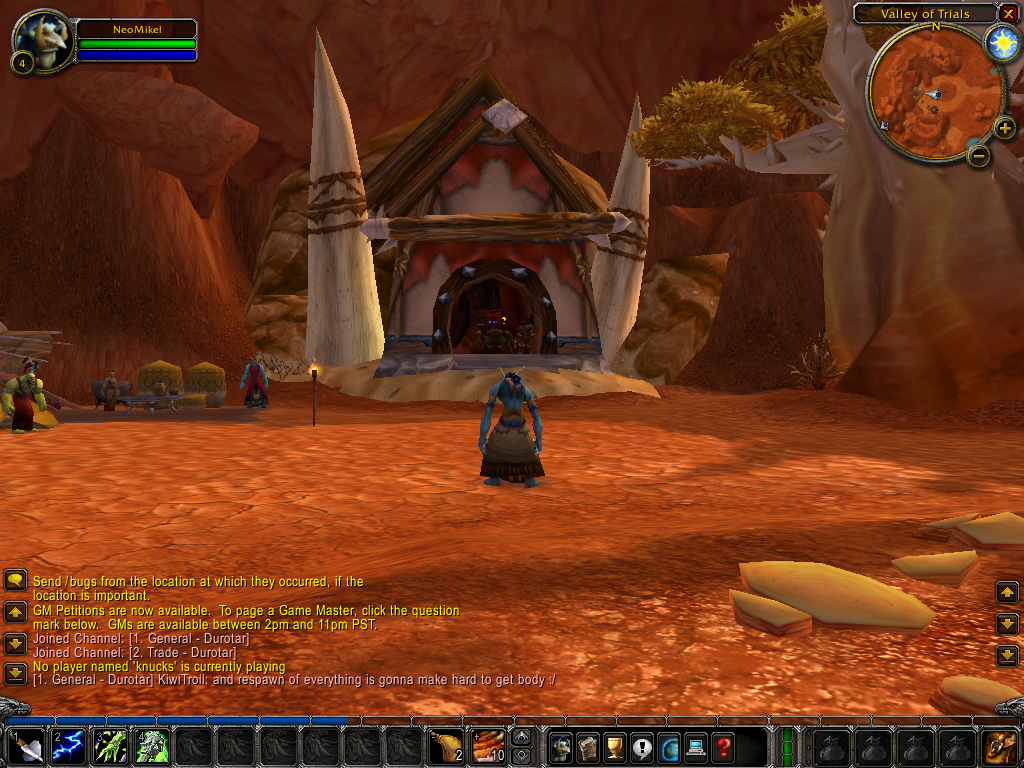 NeoMikel
4
Valley of Trials
N
Send /bugs from the location at which they occurred, if the
location is important.
GM Petitions are now available. To page a Game Master, click the question
mark below. GMs are available between 2pm and 11pm PST.
Joined Channel: [1. General - Durotar]
Joined Channel: [2. Trade - Durotar]
No player named 'knucks' is currently playing
[1. General - Durotar] KiwiTroll: and respawn of everything is gonna make hard to get body :/
1 2 3 4 2 10